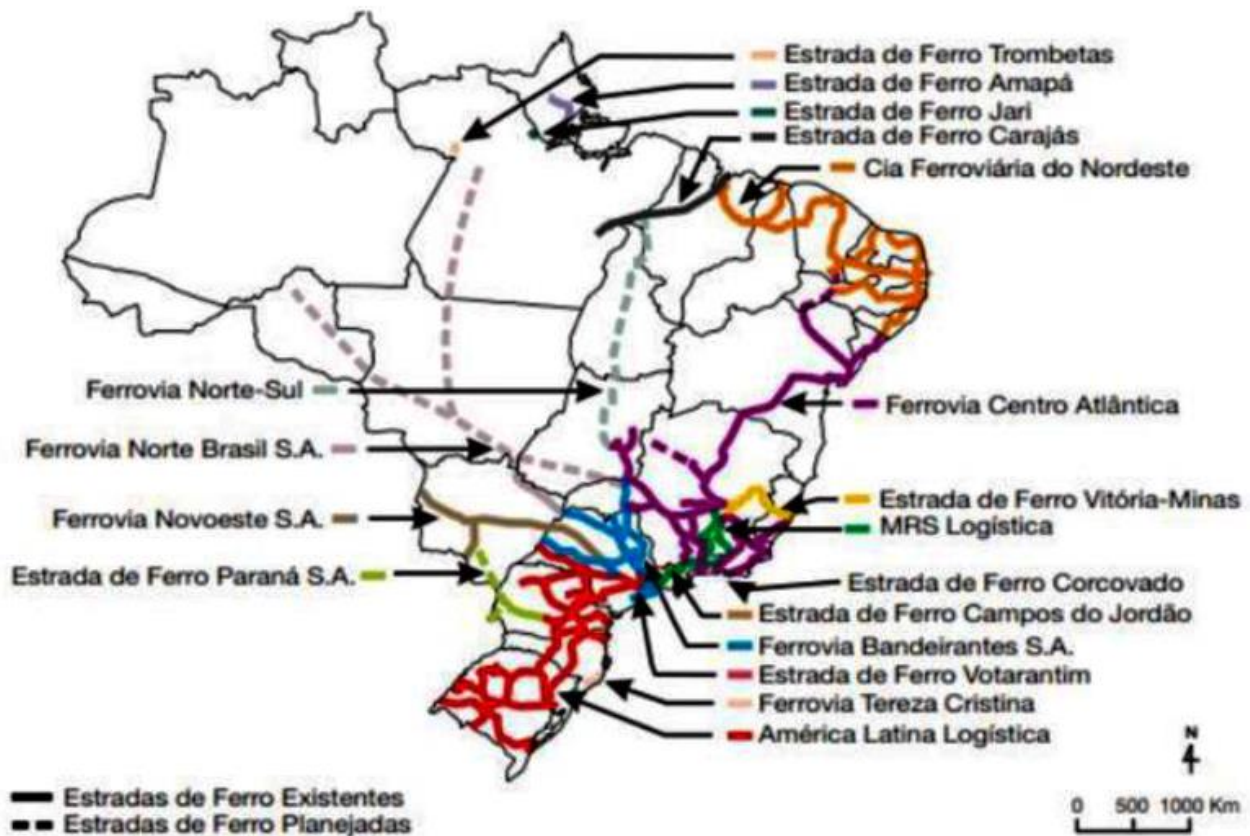 Estrada de Ferro Trombetas
Estrada de Ferro Amapá
Estrada de Ferro Jari
Estrada de Ferro Carajás
Cia Ferroviária do Nordeste
Ferrovia Norte-Sul
Ferrovia Centro Atlântica
Ferrovia Norte Brasil S.A.
Estrada de Ferro Vitória-Minas
Ferrovia Novoeste S.A.
MRS Logística
Estrada de Ferro Paraná S.A.
Estrada de Ferro Corcovado
Estrada de Ferro Campos do Jordão
Ferrovia Bandeirantes S.A.
Estrada de Ferro Votarantim
Ferrovia Tereza Cristina
América Latina Logística
N
Estradas de Ferro Existentes
Estradas de Ferro Planejadas
0 500 1000 Km